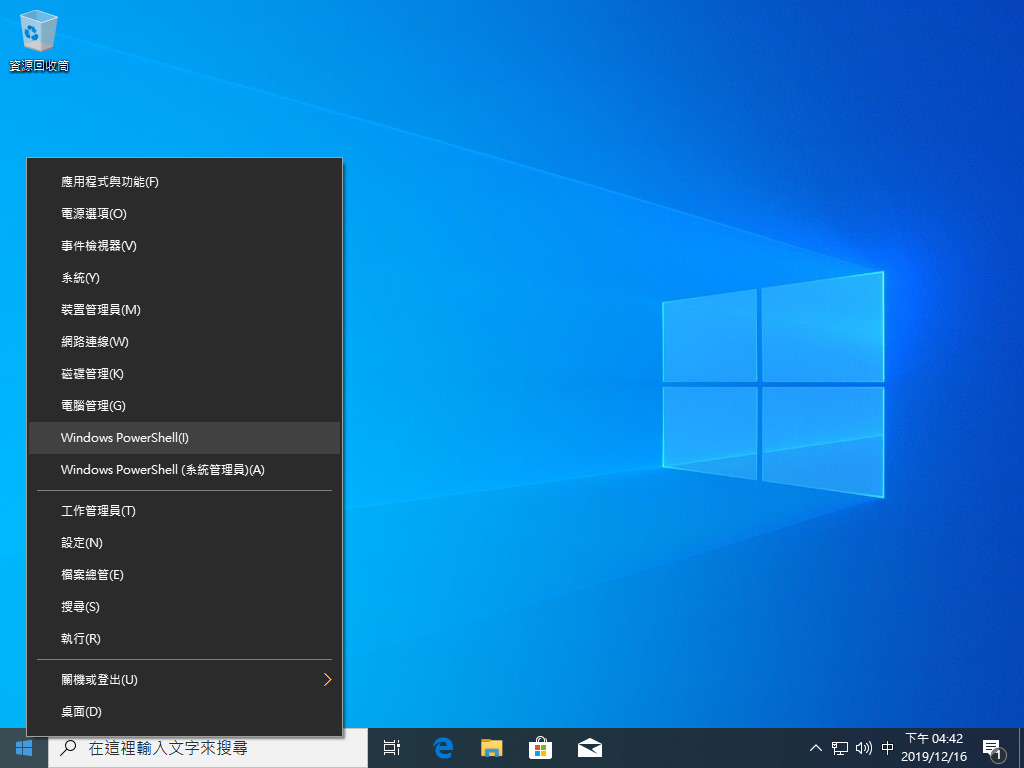 資源回收筒
應用程式與功能(F)
電源選項(O)
事件檢視器(V)
系統(Y)
裝置管理員(M)
網路連線(W)
磁碟管理(K)
電腦管理(G)
Windows PowerShell(I)
Windows PowerShell (系統管理員)(A)
工作管理員(T)
設定(N)
檔案總管(E)
搜尋(S)
執行(R)
關機或登出(U)
桌面(D)
在這裡輸入文字來搜尋
中
下午 04:42
2019/12/16
1